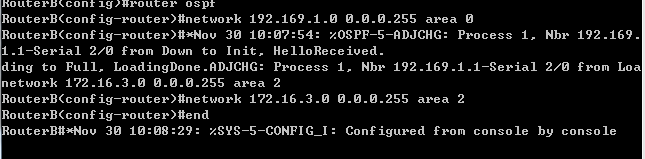 RouterB(config)#router ospf
RouterB(config-router)#network 192.169.1.0 0.0.0.255 area 0
RouterB(config-router)#*Nov 30 10:07:54: %OSPF-5-ADJCHG: Process 1, Nbr 192.169.
1.1-Serial 2/0 from Down to Init, HelloReceived.
ding to Full, LoadingDone.ADJCHG: Process 1, Nbr 192.169.1.1-Serial 2/0 from Loa
network 172.16.3.0 0.0.0.255 area 2
RouterB(config-router)#network 172.16.3.0 0.0.0.255 area 2
RouterB(config-router)#end
RouterB#*Nov 30 10:08:29: %SYS-5-CONFIG_I: Configured from console by console